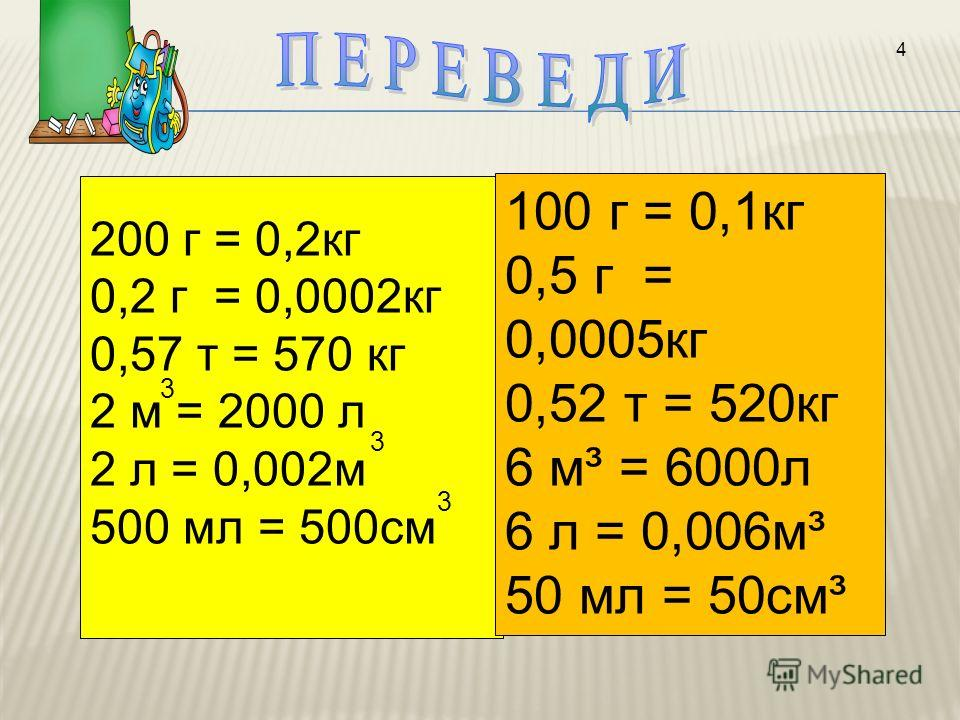 ПЕРЕВЕДИ
4
200 г = 0,2кг
0,2 г = 0,0002кг
0,57 т = 570 кг
2 м³ = 2000 л
2 л = 0,002м³
500 мл = 500см³
100 г = 0,1кг
0,5 г =
0,0005кг
0,52 т = 520кг
6 м³ = 6000л
6 л = 0,006м³
50 мл = 50см³
MyShared